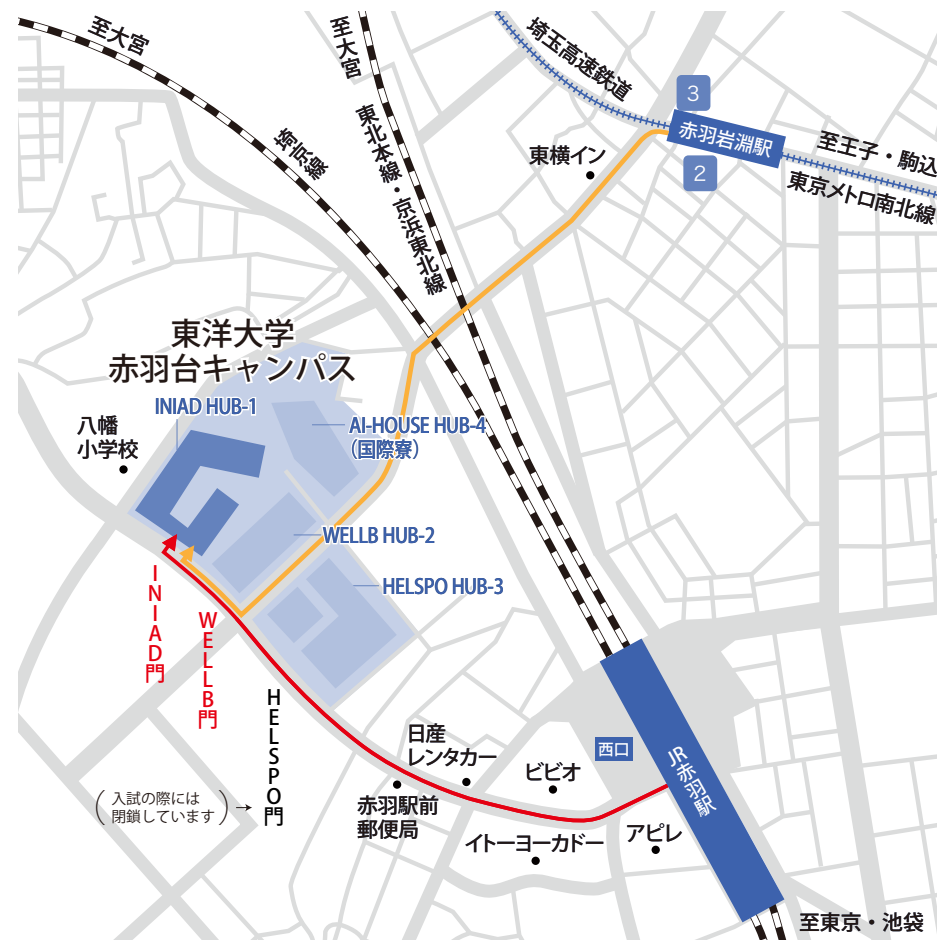 至大宮
至大宮
埼玉高速鉄道
3
赤羽岩淵駅
2
至王子・駒込
東京メトロ南北線
東横イン
埼京線
東北本線・京浜東北線
東洋大学
赤羽台キャンパス
INIAD HUB-1
八幡
小学校
AI-HOUSE HUB-4
（国際寮）
WELLB HUB-2
HELSPO HUB-3
INIAD門
WELLB門
HELSPO門
（入試の際には
閉鎖しています）→
日産
レンタカー
ビビオ
西口
JR赤羽駅
赤羽駅前
郵便局
イトーヨーカドー
アピレ
至東京・池袋